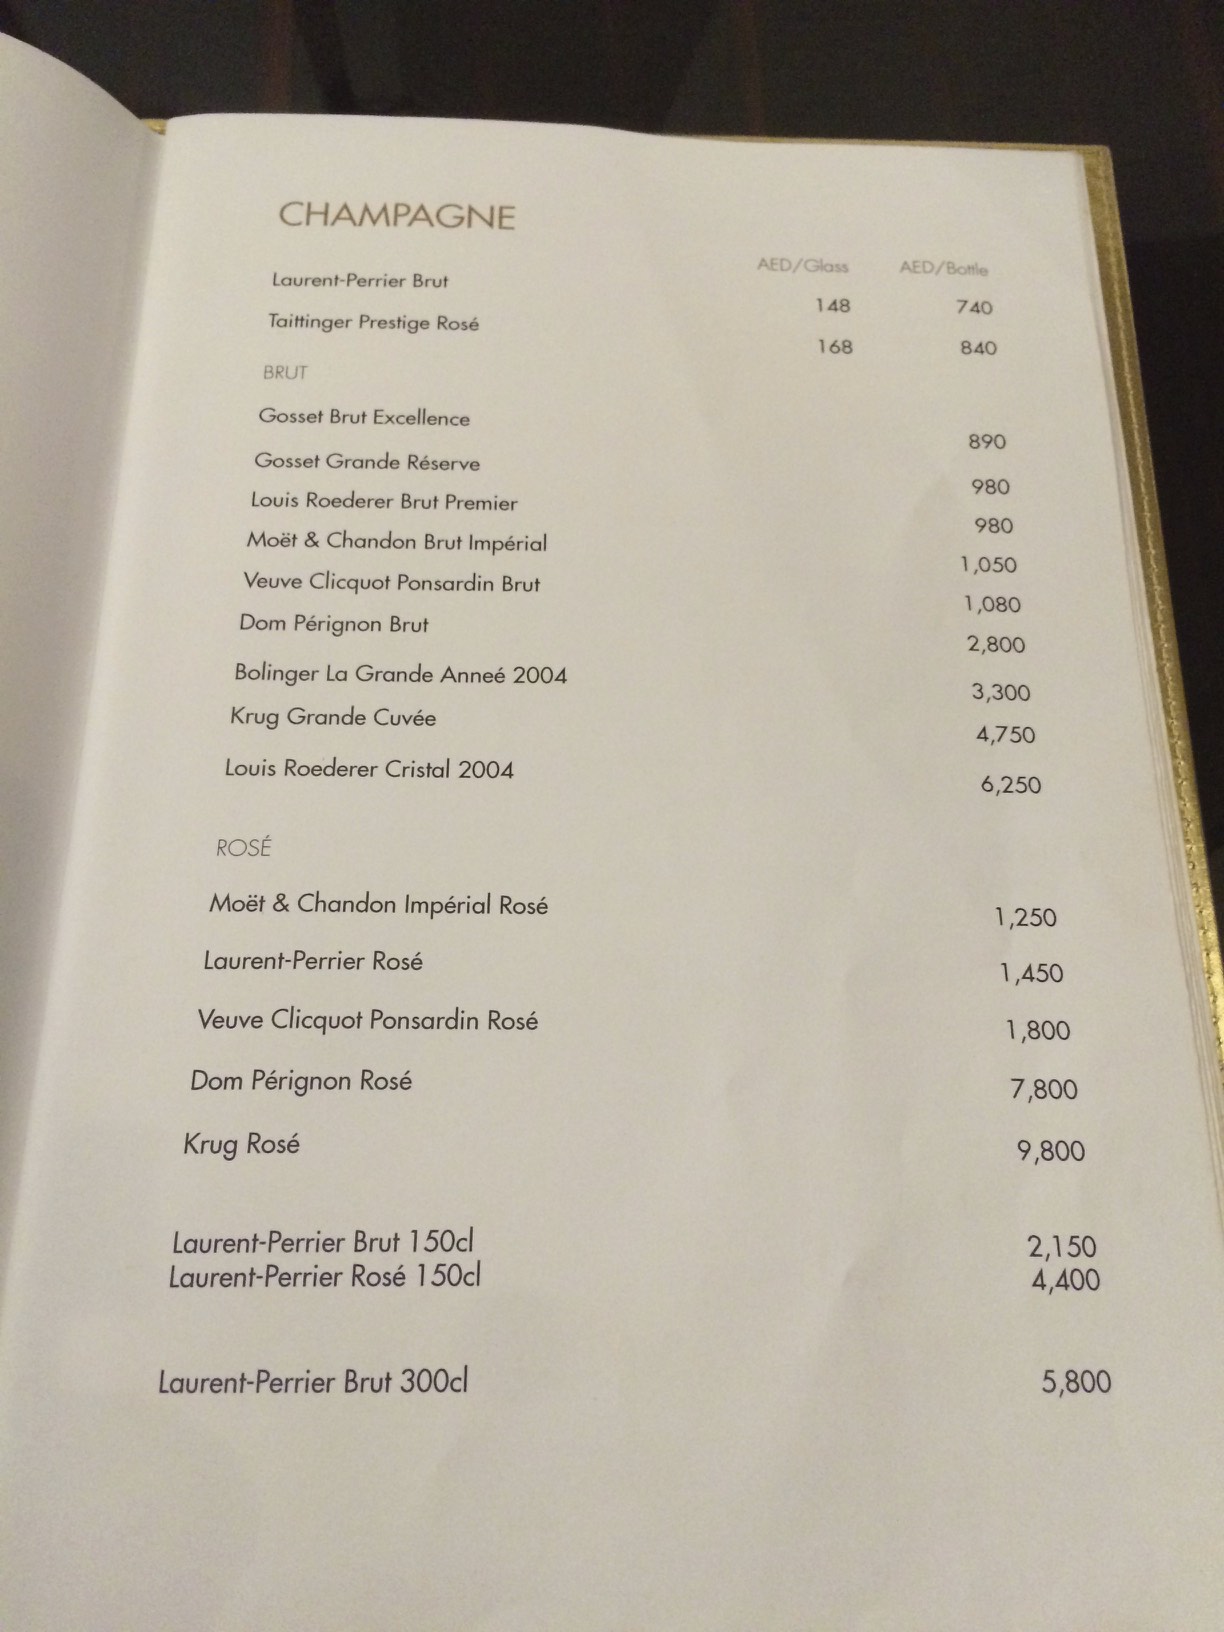 CHAMPAGNE
AED/Glass AED/Bottle
Laurent-Perrier Brut 148 740
Taittinger Prestige Rosé 168 840
BRUT
Gosset Brut Excellence 890
Gosset Grande Réserve 980
Louis Roederer Brut Premier 980
Moët & Chandon Brut Impérial 1,050
Veuve Clicquot Ponsardin Brut 1,080
Dom Pérignon Brut 2,800
Bolinger La Grande Anneé 2004 3,300
Krug Grande Cuvée 4,750
Louis Roederer Cristal 2004 6,250
ROSÉ
Moët & Chandon Impérial Rosé 1,250
Laurent-Perrier Rosé 1,450
Veuve Clicquot Ponsardin Rosé 1,800
Dom Pérignon Rosé 7,800
Krug Rosé 9,800
Laurent-Perrier Brut 150cl 2,150
Laurent-Perrier Rosé 150cl 4,400
Laurent-Perrier Brut 300cl 5,800